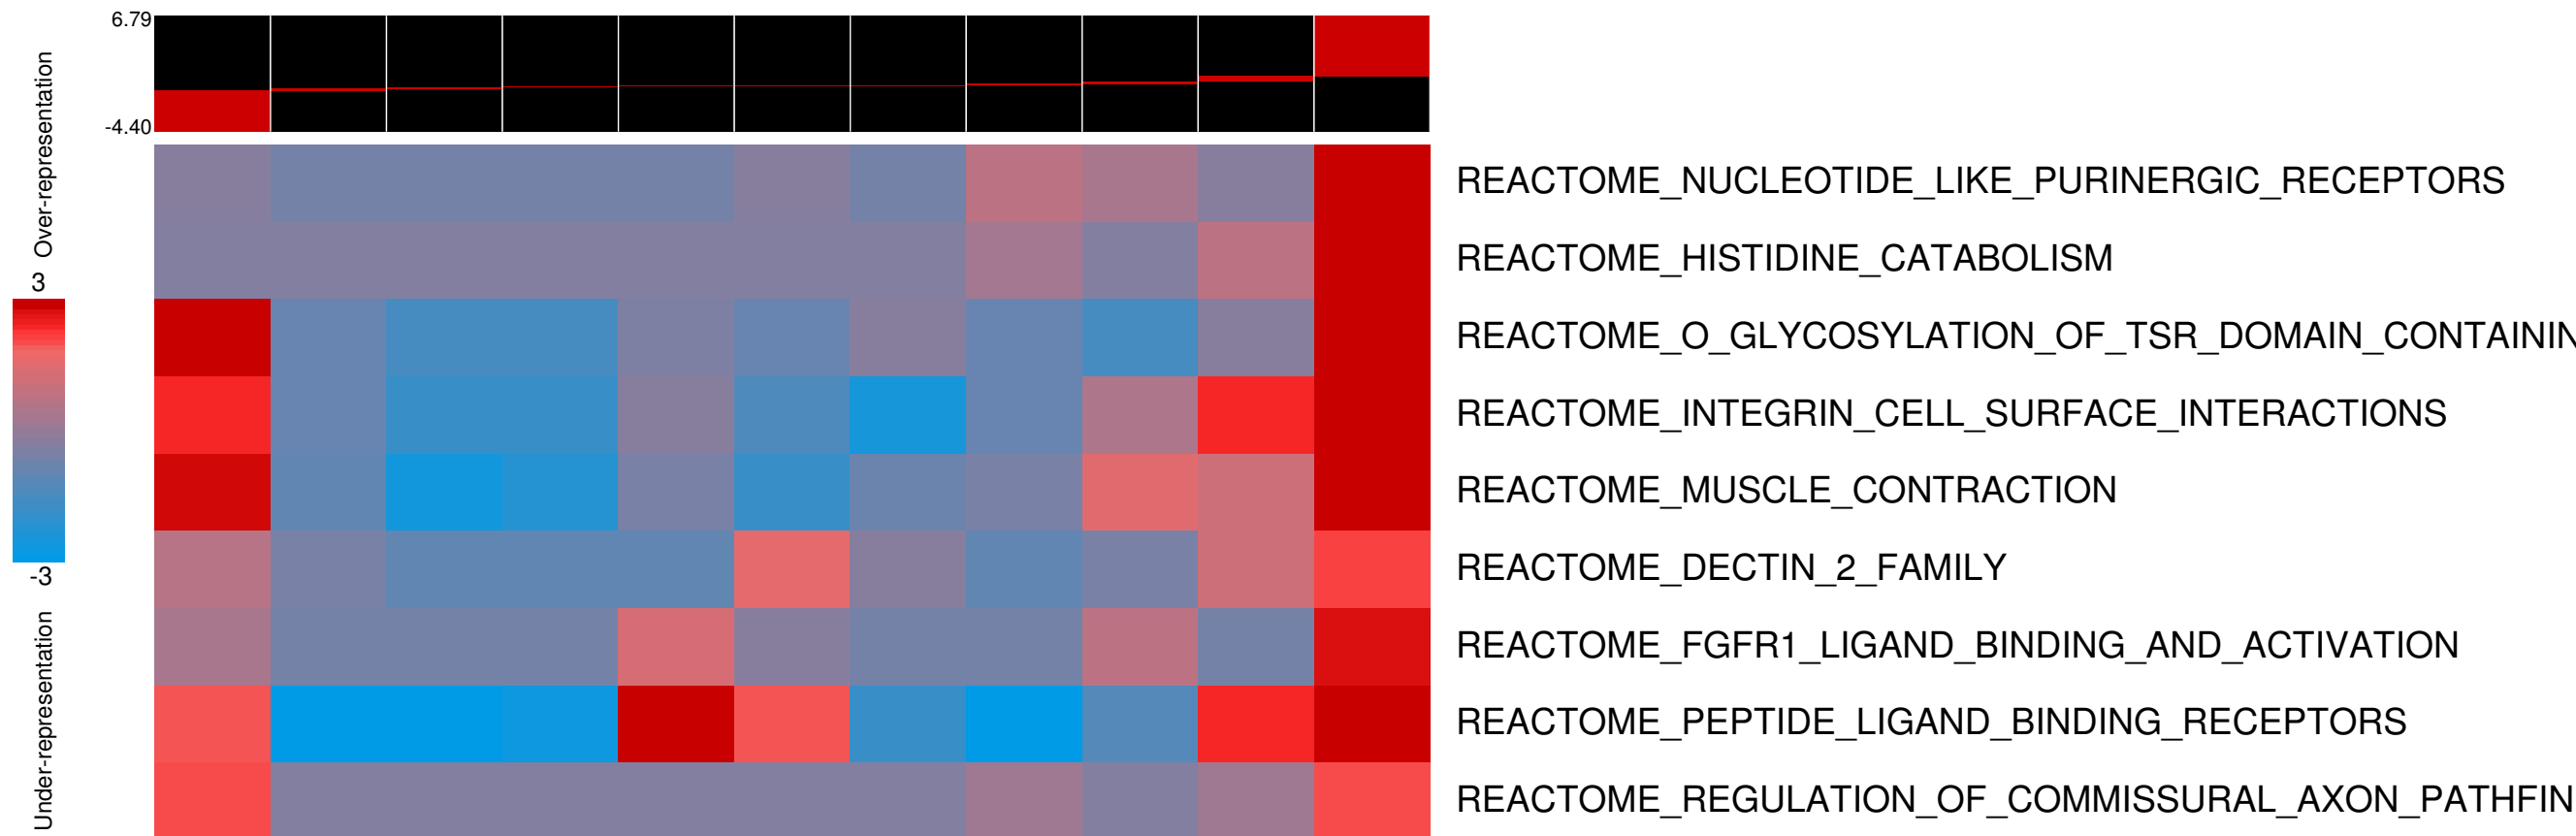 6.79
-4.40
Over-representation
3
-3
Under-representation
REACTOME_NUCLEOTIDE_LIKE_PURINERGIC_RECEPTORS
REACTOME_HISTIDINE_CATABOLISM
REACTOME_O_GLYCOSYLATION_OF_TSR_DOMAIN_CONTAININ
REACTOME_INTEGRIN_CELL_SURFACE_INTERACTIONS
REACTOME_MUSCLE_CONTRACTION
REACTOME_DECTIN_2_FAMILY
REACTOME_FGFR1_LIGAND_BINDING_AND_ACTIVATION
REACTOME_PEPTIDE_LIGAND_BINDING_RECEPTORS
REACTOME_REGULATION_OF_COMMISSURAL_AXON_PATHFIN